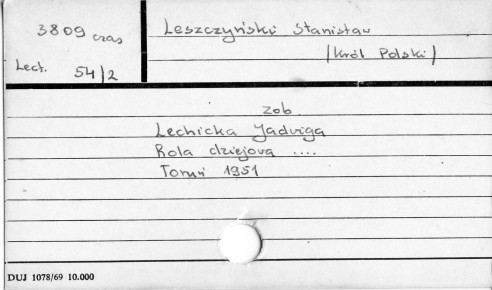 3809 czas
Lect. 54/2
Leszczyński Stanisław
/Król Polski/
zob.
Lechicka Jadwiga
Rola dziejowa ....
Toruń 1951
DUJ 1078/69 10.000